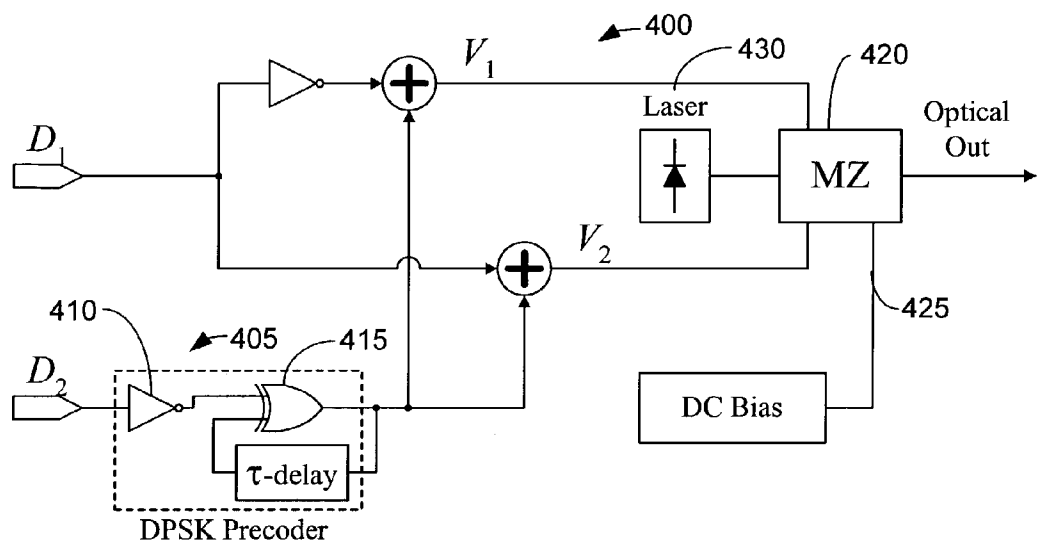 400
V1
430
420
Laser
Optical
Out
D1
MZ
V2
425
410
405
415
D2
DC Bias
τ-delay
DPSK Precoder